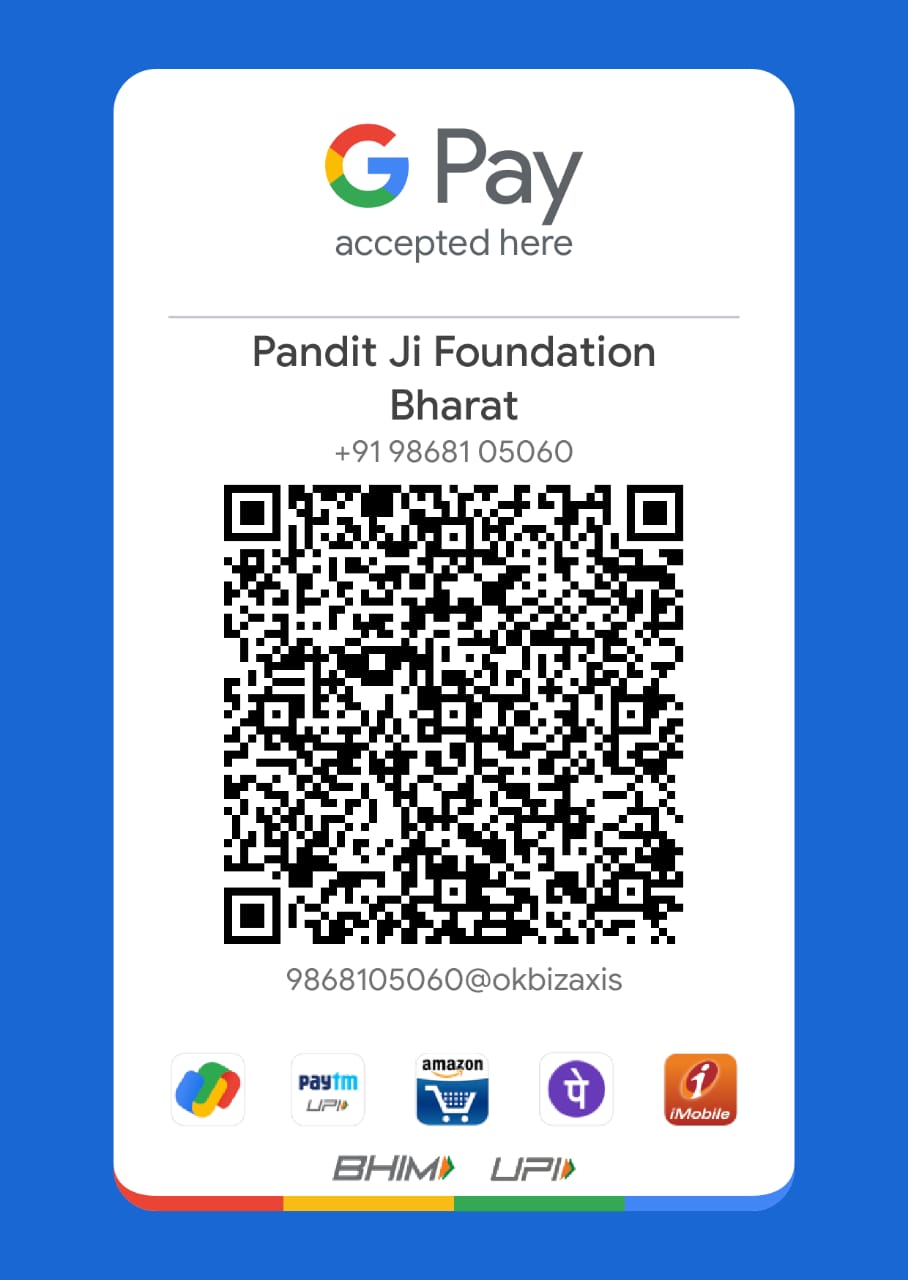 G Pay
accepted here
Pandit Ji Foundation
Bharat
+91 98681 05060
9868105060@okbizaxis
paytm
UPI
amazon
पे
i
iMobile
BHIM UPI